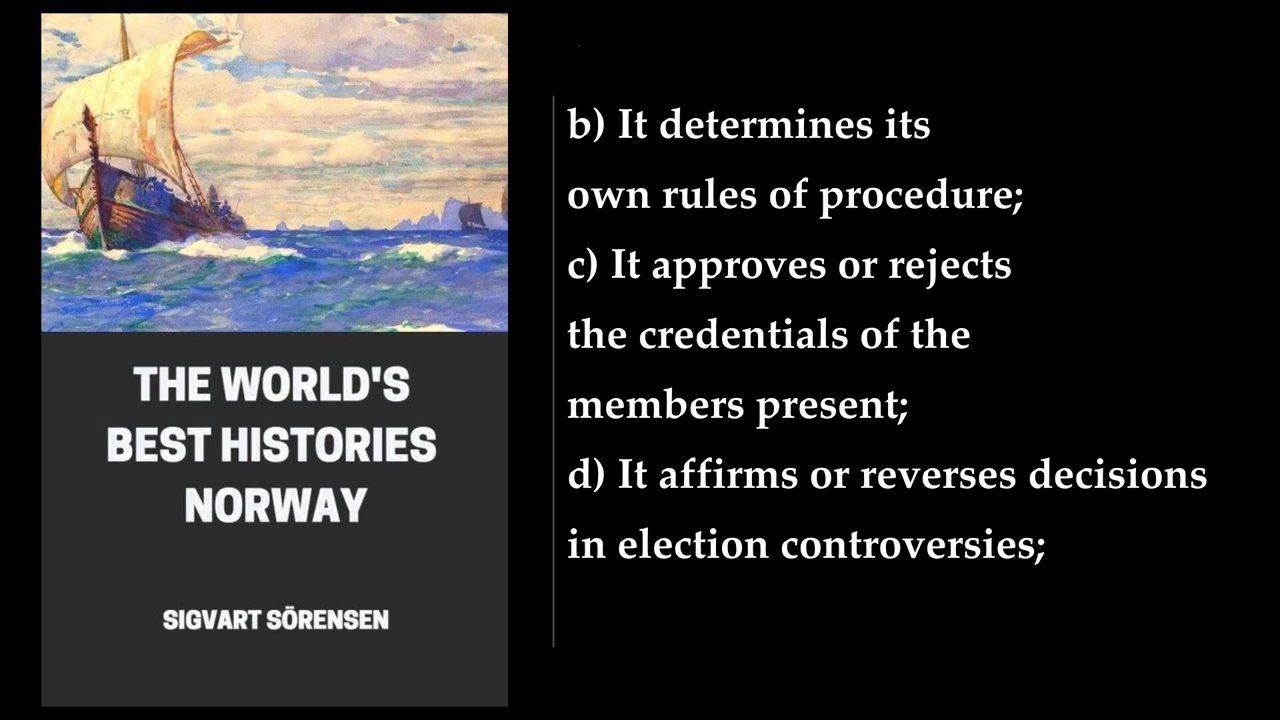 THE WORLD'S
BEST HISTORIES
NORWAY
SIGVART SÖRENSEN
b) It determines its
own rules of procedure;
c) It approves or rejects
the credentials of the
members present;
d) It affirms or reverses decisions
in election controversies;